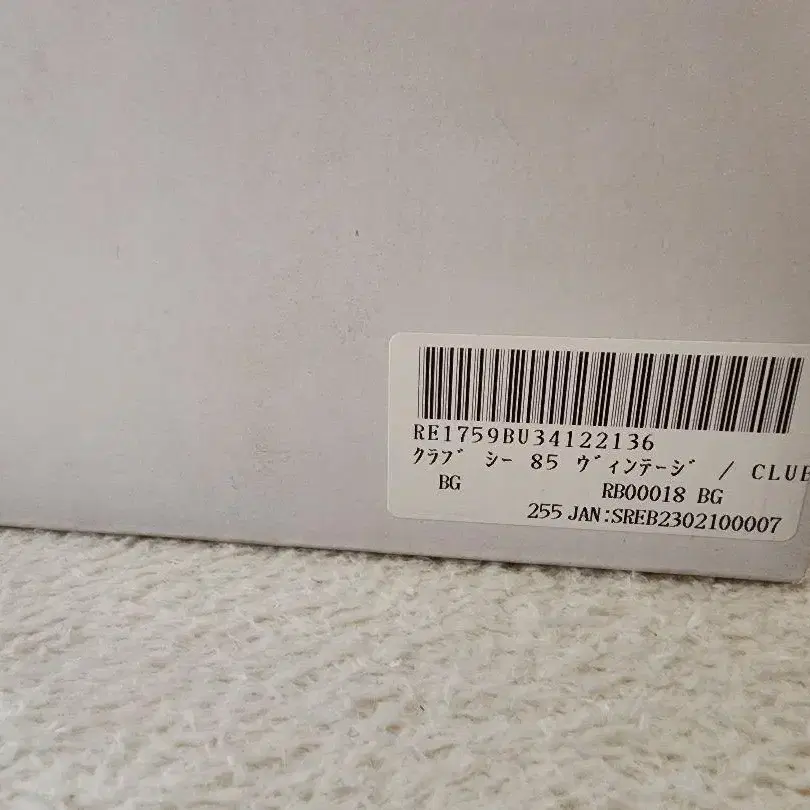 RE1759BU34122136
クラブ シー 85 ヴィンテージ / CLUB
BG RB00018 BG
255 JAN:SREB2302100007